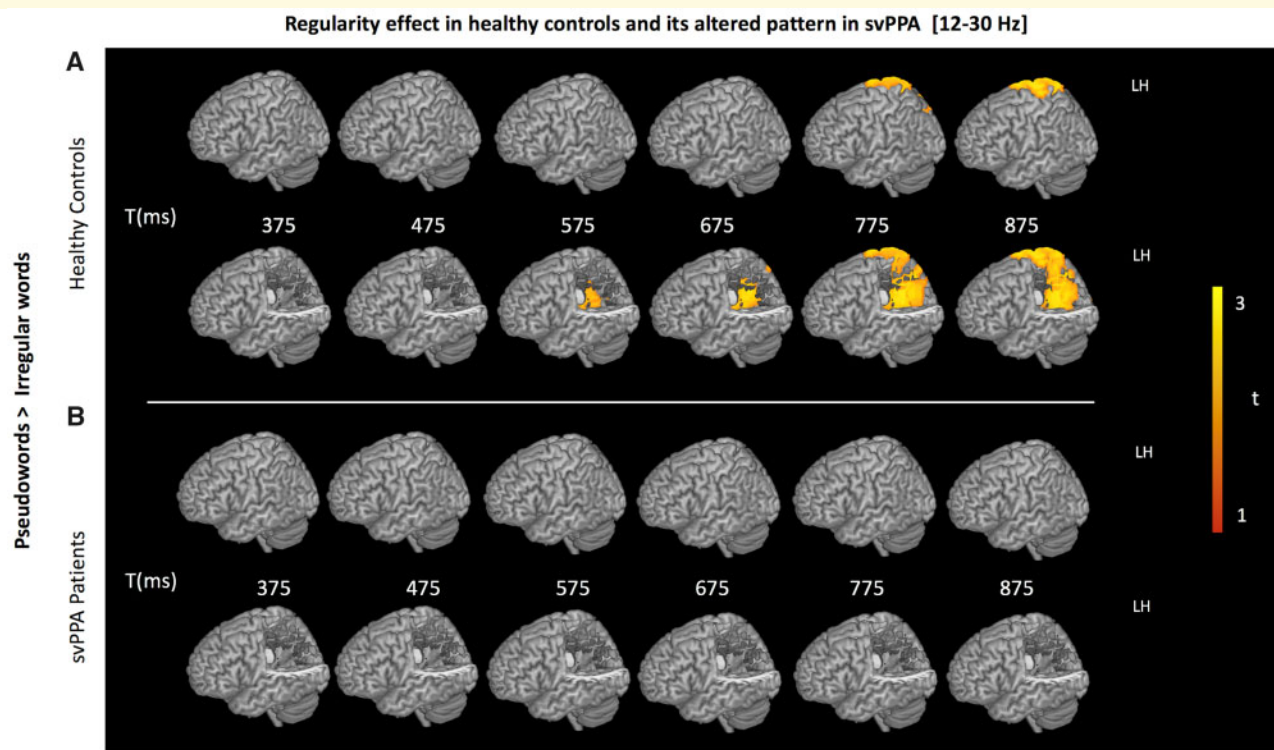 Regularity effect in healthy controls and its altered pattern in svPPA [12-30 Hz]
A
LH
Healthy Controls
T(ms)
375
475
575
675
775
875
LH
Pseudowords > Irregular words
3
t
1
B
LH
svPPA Patients
T(ms)
375
475
575
675
775
875
LH